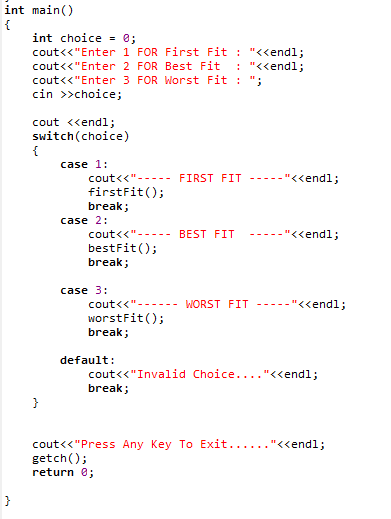 int main()
{
    int choice = 0;
    cout<<"Enter 1 FOR First Fit : "<<endl;
    cout<<"Enter 2 FOR Best Fit  : "<<endl;
    cout<<"Enter 3 FOR Worst Fit : ";
    cin >>choice;

    cout <<endl;
    switch(choice)
    {
        case 1:
            cout<<"----- FIRST FIT -----"<<endl;
            firstFit();
            break;
        case 2:
            cout<<"----- BEST FIT  -----"<<endl;
            bestFit();
            break;

        case 3:
            cout<<"------ WORST FIT -----"<<endl;
            worstFit();
            break;

        default:
            cout<<"Invalid Choice...."<<endl;
            break;
    }


    cout<<"Press Any Key To Exit......"<<endl;
    getch();
    return 0;

}